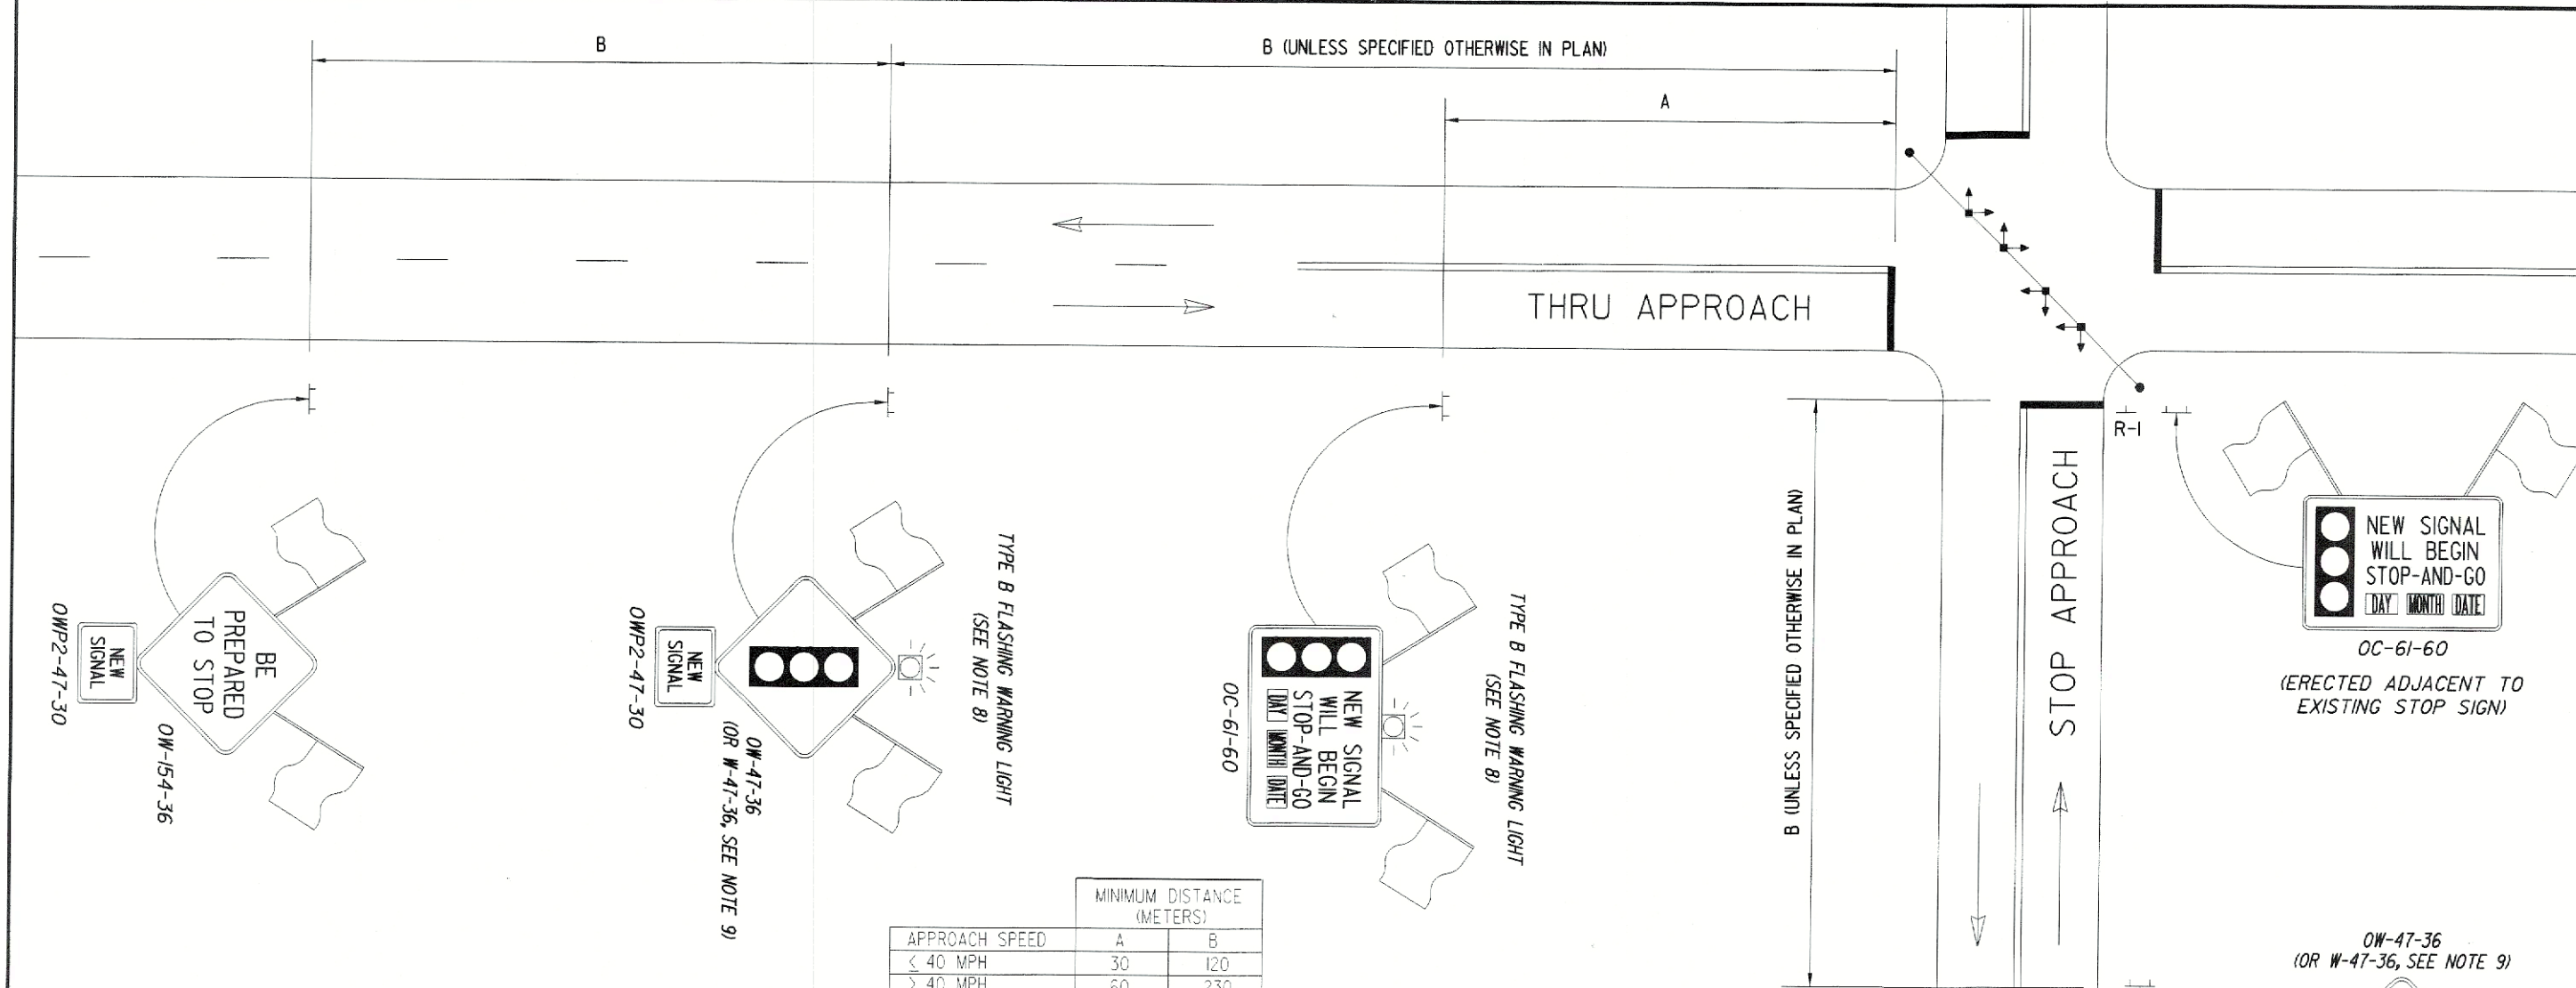 B
B (UNLESS SPECIFIED OTHERWISE IN PLAN)
A
THRU APPROACH
R-1
B (UNLESS SPECIFIED OTHERWISE IN PLAN)
STOP APPROACH
NEW SIGNAL
WILL BEGIN
STOP-AND-GO
DAY MONTH DATE
OC-61-60
(ERECTED ADJACENT TO
EXISTING STOP SIGN)
BE
PREPARED
TO STOP
OW-154-36
NEW
SIGNAL
OWP2-47-30
TYPE B FLASHING WARNING LIGHT
(SEE NOTE 8)
OW-47-36
(OR W-47-36, SEE NOTE 9)
NEW
SIGNAL
OWP2-47-30
TYPE B FLASHING WARNING LIGHT
(SEE NOTE 8)
NEW SIGNAL
WILL BEGIN
STOP-AND-GO
DAY MONTH DATE
OC-61-60
MINIMUM DISTANCE
(METERS)
APPROACH SPEED A B
≤ 40 MPH 30 120
> 40 MPH 60 230
OW-47-36
(OR W-47-36, SEE NOTE 9)